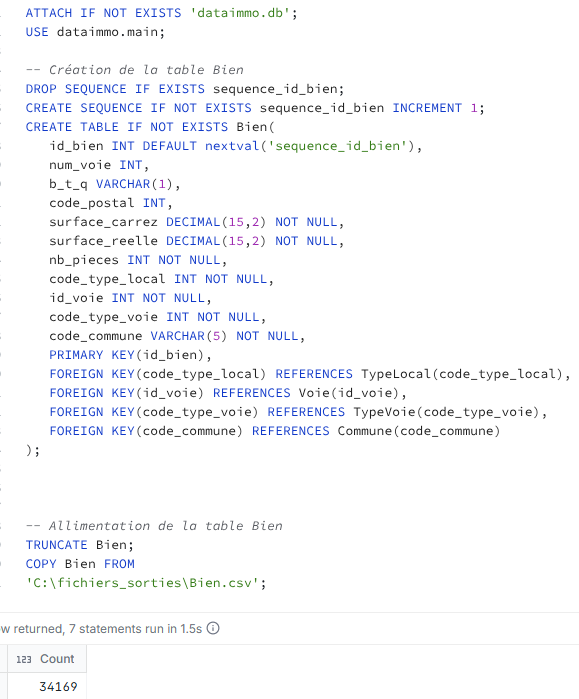 ATTACH IF NOT EXISTS 'dataimmo.db';
USE dataimmo.main;
-- Création de la table Bien
DROP SEQUENCE IF EXISTS sequence_id_bien;
CREATE SEQUENCE IF NOT EXISTS sequence_id_bien INCREMENT 1;
CREATE TABLE IF NOT EXISTS Bien(
id_bien INT DEFAULT nextval('sequence_id_bien'),
num_voie INT,
b_t_q VARCHAR(1),
code_postal INT,
surface_carrez DECIMAL(15,2) NOT NULL,
surface_reelle DECIMAL(15,2) NOT NULL,
nb_pieces INT NOT NULL,
code_type_local INT NOT NULL,
id_voie INT NOT NULL,
code_type_voie INT NOT NULL,
code_commune VARCHAR(5) NOT NULL,
PRIMARY KEY(id_bien),
FOREIGN KEY(code_type_local) REFERENCES TypeLocal(code_type_local),
FOREIGN KEY(id_voie) REFERENCES Voie(id_voie),
FOREIGN KEY(code_type_voie) REFERENCES TypeVoie(code_type_voie),
FOREIGN KEY(code_commune) REFERENCES Commune(code_commune)
);
-- Allimentation de la table Bien
TRUNCATE Bien;
COPY Bien FROM
'C:\fichiers_sorties\Bien.csv';
w returned, 7 statements run in 1.5s
123 Count
34169